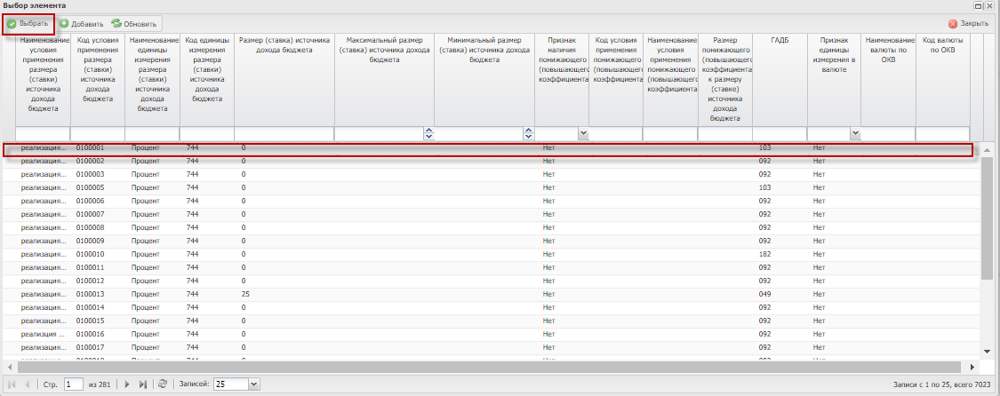 Выбор элемента
Выбрать Добавить Обновить Закрыть
Наименование условия применения размера (ставки) источника дохода бюджета
Код условия применения размера (ставки) источника дохода бюджета
Наименование единицы измерения размера (ставки) источника дохода бюджета
Код единицы измерения размера (ставки) источника дохода бюджета
Размер (ставка) источника дохода бюджета
Максимальный размер (ставка) источника дохода бюджета
Минимальный размер (ставка) источника дохода бюджета
Признак наличия понижающего (повышающего коэффициента
Код условия применения понижающего (повышающего коэффициента
Наименование условия применения понижающего (повышающего коэффициента
Размер понижающего (повышающего коэффициента к размеру (ставке) источника дохода бюджета
ГАДБ
Признак единицы измерения в валюте
Наименование валюты по ОКВ
Код валюты по ОКВ
реализация... 0100001 Процент 744 0 Нет 103 Нет
реализация... 0100002 Процент 744 0 Нет 092 Нет
реализация... 0100003 Процент 744 0 Нет 092 Нет
реализация... 0100005 Процент 744 0 Нет 103 Нет
реализация... 0100006 Процент 744 0 Нет 092 Нет
реализация... 0100007 Процент 744 0 Нет 092 Нет
реализация... 0100008 Процент 744 0 Нет 092 Нет
реализация... 0100009 Процент 744 0 Нет 092 Нет
реализация... 0100010 Процент 744 0 Нет 182 Нет
реализация... 0100011 Процент 744 0 Нет 092 Нет
реализация... 0100012 Процент 744 0 Нет 092 Нет
реализация... 0100013 Процент 744 25 Нет 049 Нет
реализация... 0100014 Процент 744 0 Нет 092 Нет
реализация... 0100015 Процент 744 0 Нет 092 Нет
реализция ... 0100016 Процент 744 0 Нет 092 Нет
реализация... 0100017 Процент 744 0 Нет 092 Нет
Стр. 1 из 281 Записей: 25 Записи с 1 по 25, всего 7023